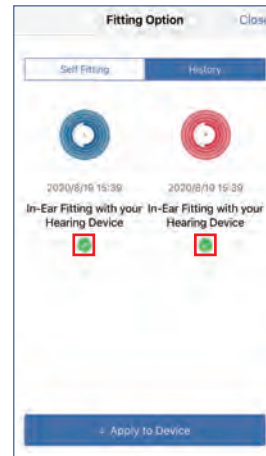 Fitting Option
Close
Self Fitting
History
2020/8/19 15:39
2020/8/19 15:39
In-Ear Fitting with your
Hearing Device
In-Ear Fitting with your
Hearing Device
Apply to Device